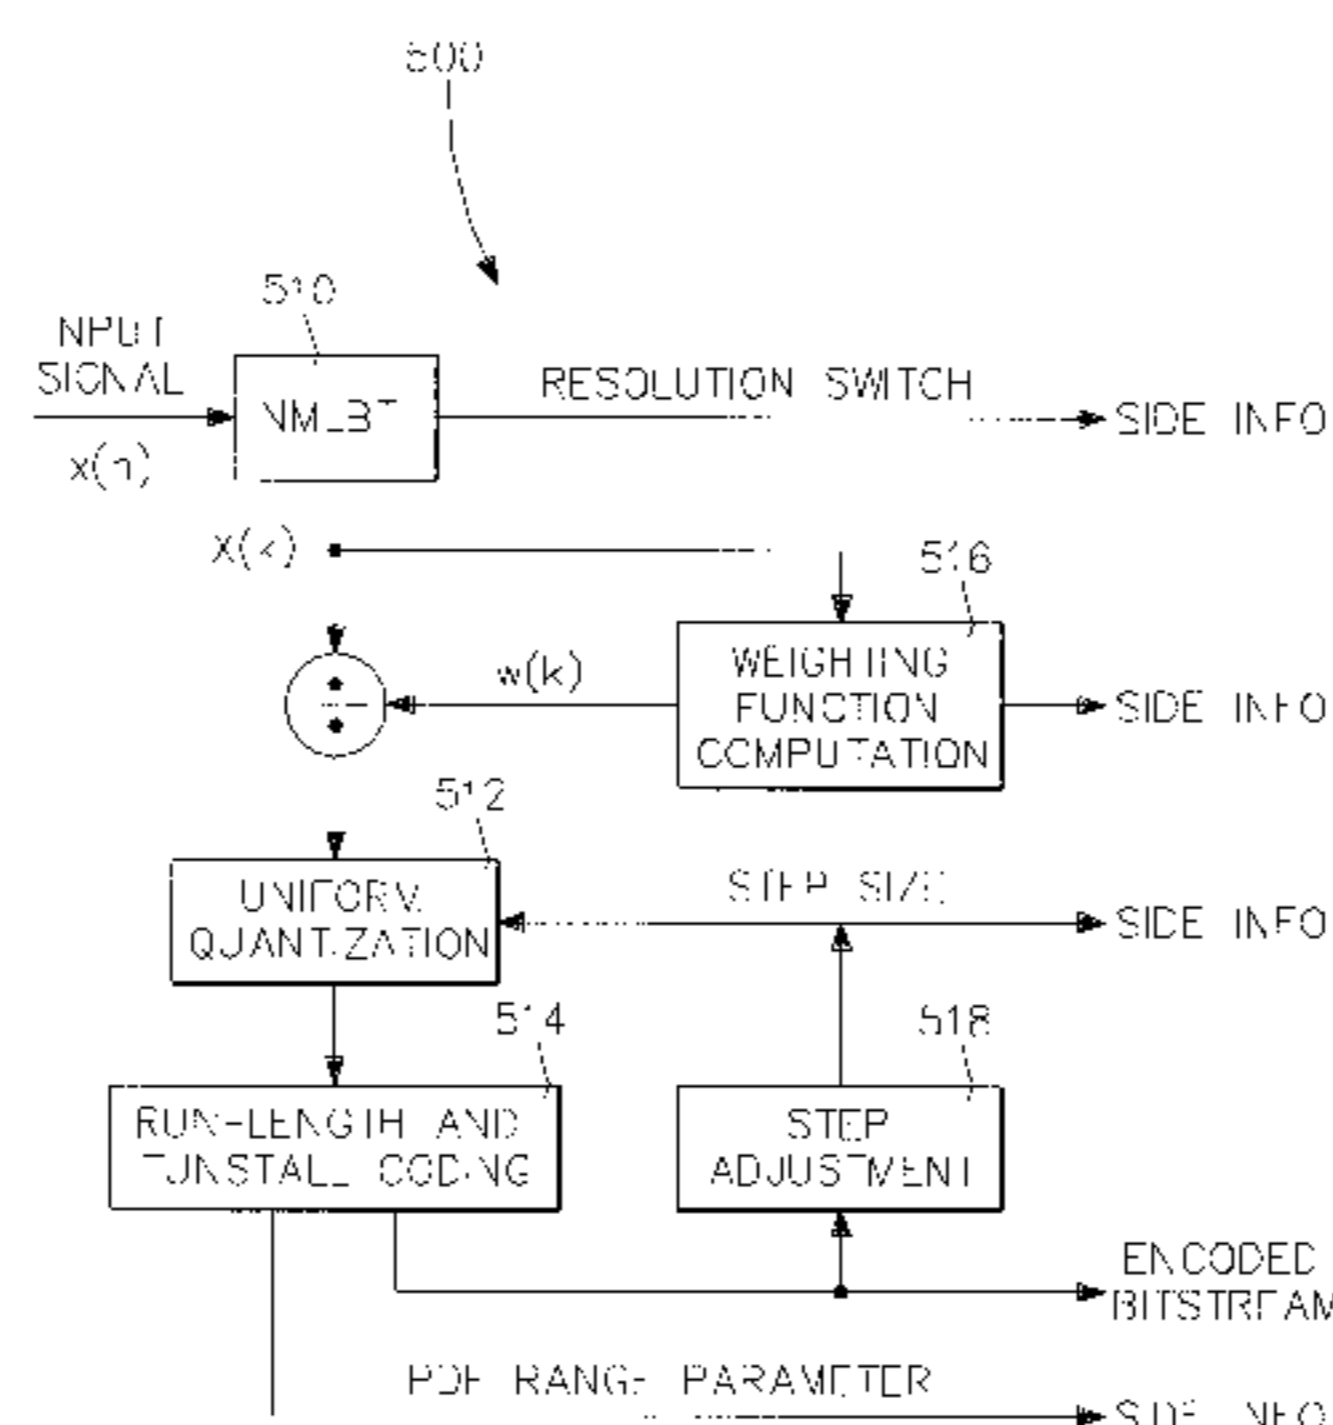 500
510
INPUT
SIGNAL
x(n)
NMLBT
RESOLUTION SWITCH
SIDE INFO
X(k)
516
w(k)
WEIGHTING
FUNCTION
COMPUTATION
SIDE INFO
512
UNIFORM
QUANTIZATION
STEP SIZE
SIDE INFO
514
518
RUN-LENGTH AND
TUNSTALL CODING
STEP
ADJUSTMENT
ENCODED
BITSTREAM
PDF RANGE PARAMETER
SIDE INFO